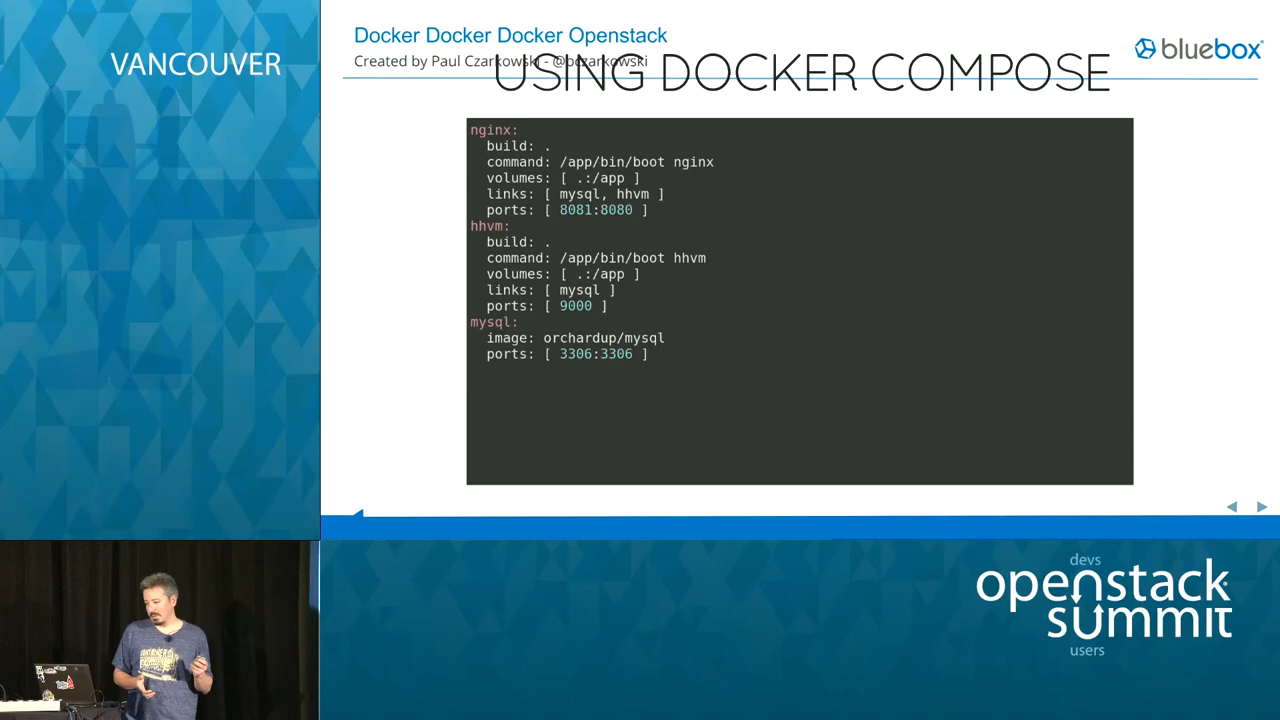 VANCOUVER
Docker Docker Docker Openstack
Created by Paul Czarkowski - @pczarkowski
USING DOCKER COMPOSE
bluebox
nginx:
  build: .
  command: /app/bin/boot nginx
  volumes: [ .:/app ]
  links: [ mysql, hhvm ]
  ports: [ 8081:8080 ]
hhvm:
  build: .
  command: /app/bin/boot hhvm
  volumes: [ .:/app ]
  links: [ mysql ]
  ports: [ 9000 ]
mysql:
  image: orchardup/mysql
  ports: [ 3306:3306 ]
devs
openstack
summit
users